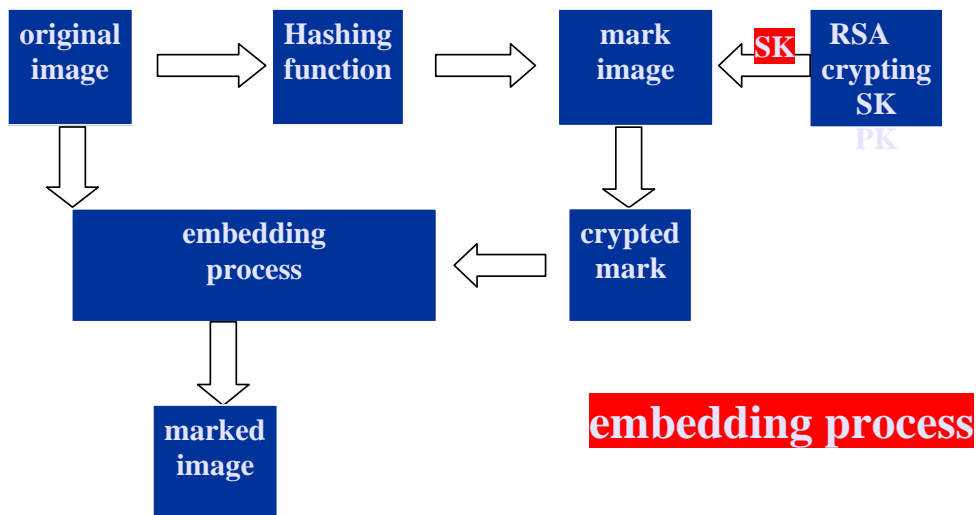 original
image
Hashing
function
mark
image
SK
RSA
crypting
SK
PK
embedding
process
crypted
mark
marked
image
embedding process